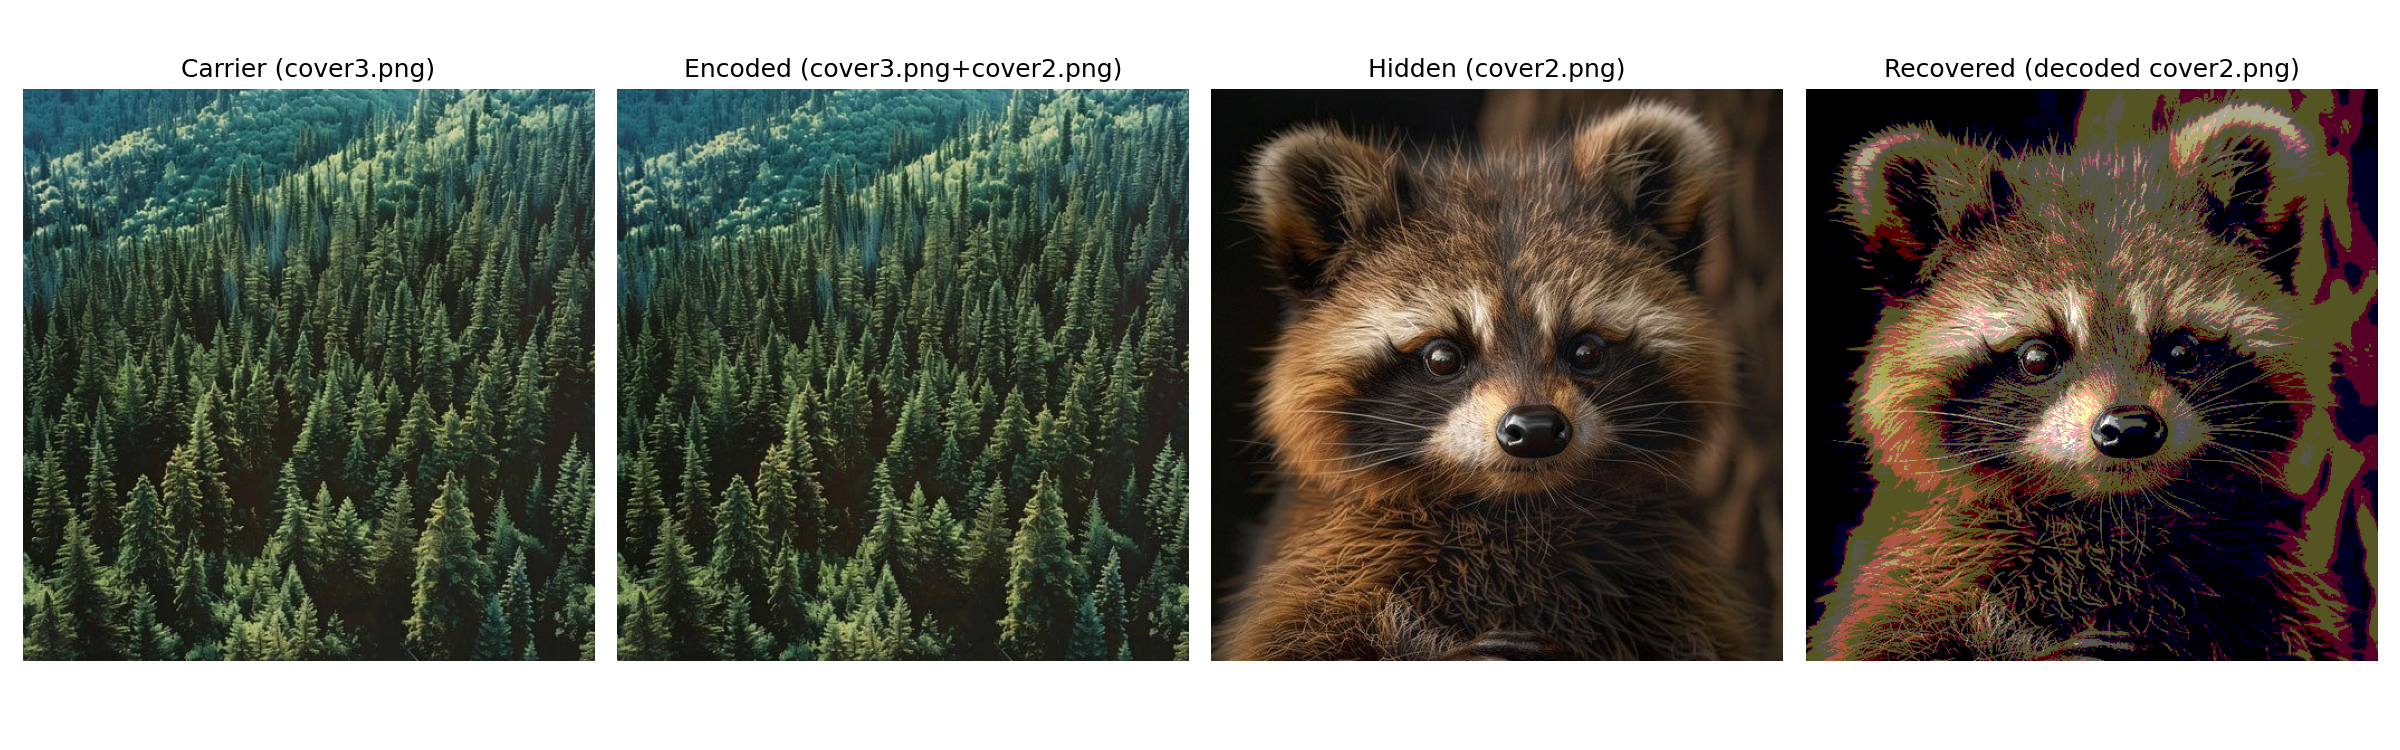 Carrier (cover3.png)
Encoded (cover3.png+cover2.png)
Hidden (cover2.png)
Recovered (decoded cover2.png)